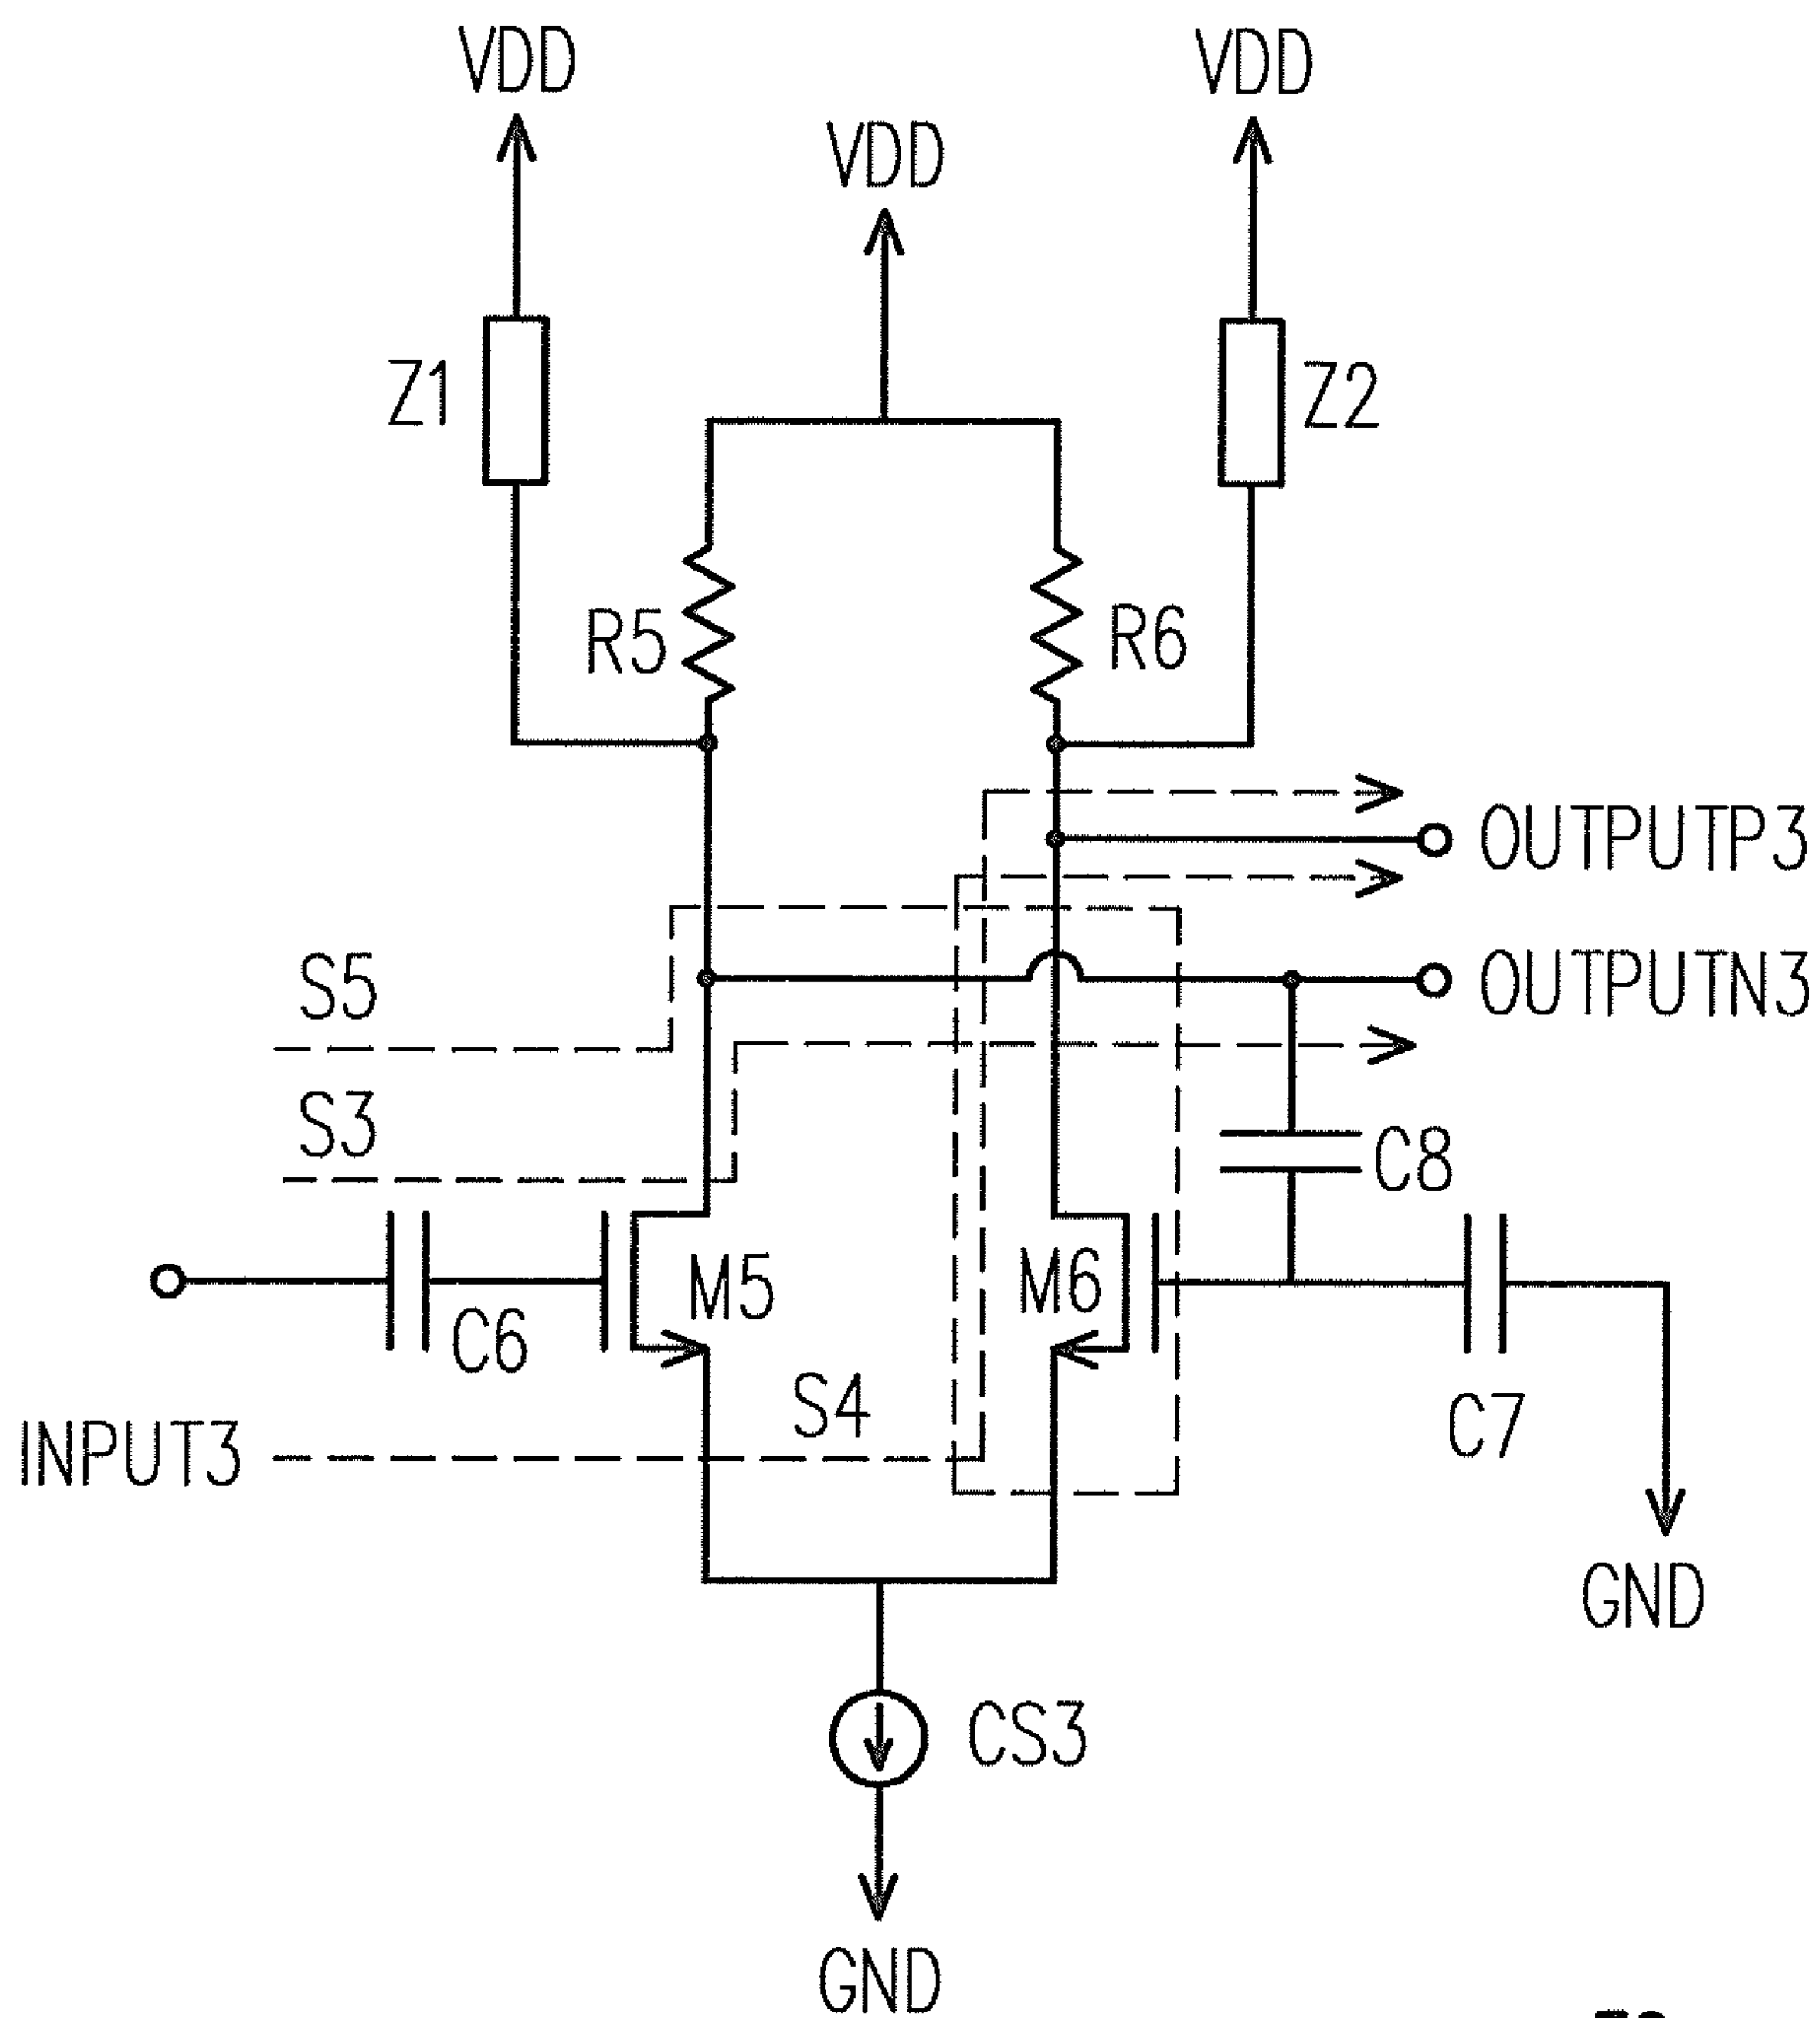 VDD
VDD
VDD
Z1
Z2
R5
R6
OUTPUTP3
S5
OUTPUTN3
S3
C8
M5
M6
C6
S4
C7
INPUT3
GND
CS3
GND